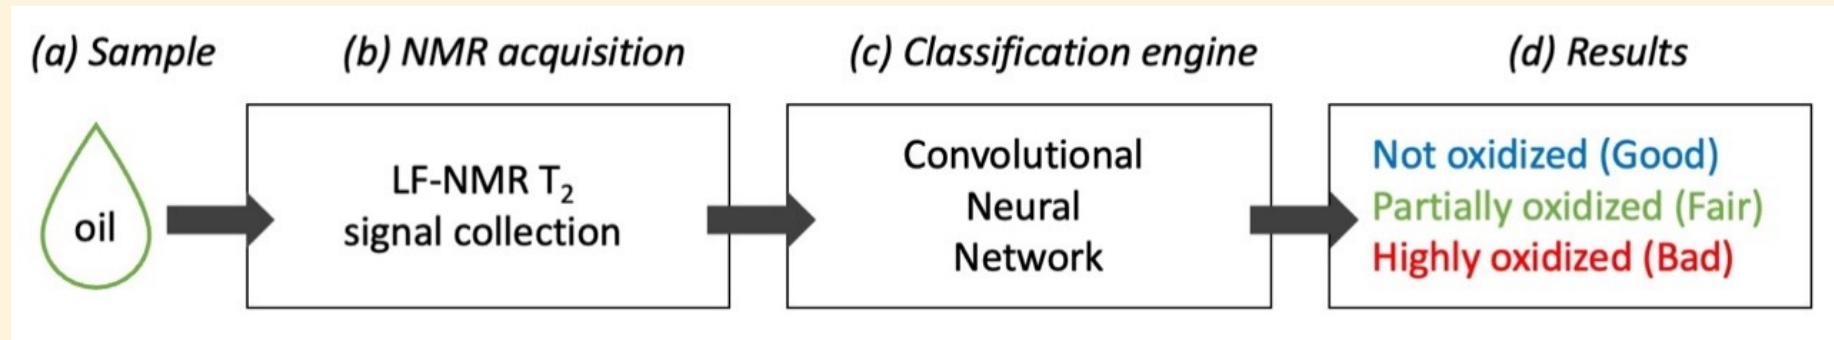 (a) Sample
(b) NMR acquisition
(c) Classification engine
(d) Results
oil
LF-NMR T₂
signal collection
Convolutional
Neural
Network
Not oxidized (Good)
Partially oxidized (Fair)
Highly oxidized (Bad)